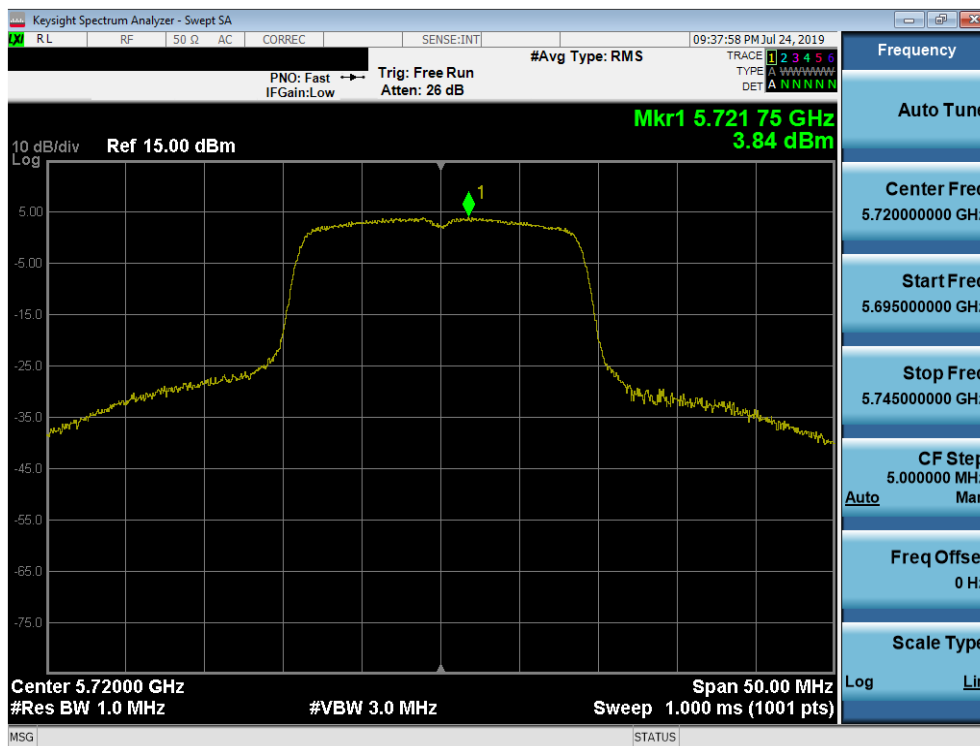 Keysight Spectrum Analyzer - Swept SA
LXI RL RF 50 Ω AC CORREC SENSE:INT 09:37:58 PM Jul 24, 2019
#Avg Type: RMS
TRACE 1 2 3 4 5 6
PNO: Fast Trig: Free Run
TYPE A WWWWW
IFGain:Low Atten: 26 dB
DET A N N N N N
Mkr1 5.721 75 GHz
3.84 dBm
10 dB/div Ref 15.00 dBm
Log
1
5.00
-5.00
-15.0
-25.0
-35.0
-45.0
-55.0
-65.0
-75.0
Center 5.72000 GHz Span 50.00 MHz
#Res BW 1.0 MHz #VBW 3.0 MHz Sweep 1.000 ms (1001 pts)
MSG STATUS
Frequency
Auto Tun
Center Fre
5.720000000 GH
Start Fre
5.695000000 GH
Stop Fre
5.745000000 GH
CF Step
5.000000 MH
Auto Man
Freq Offse
0 H
Scale Type
Log Lin